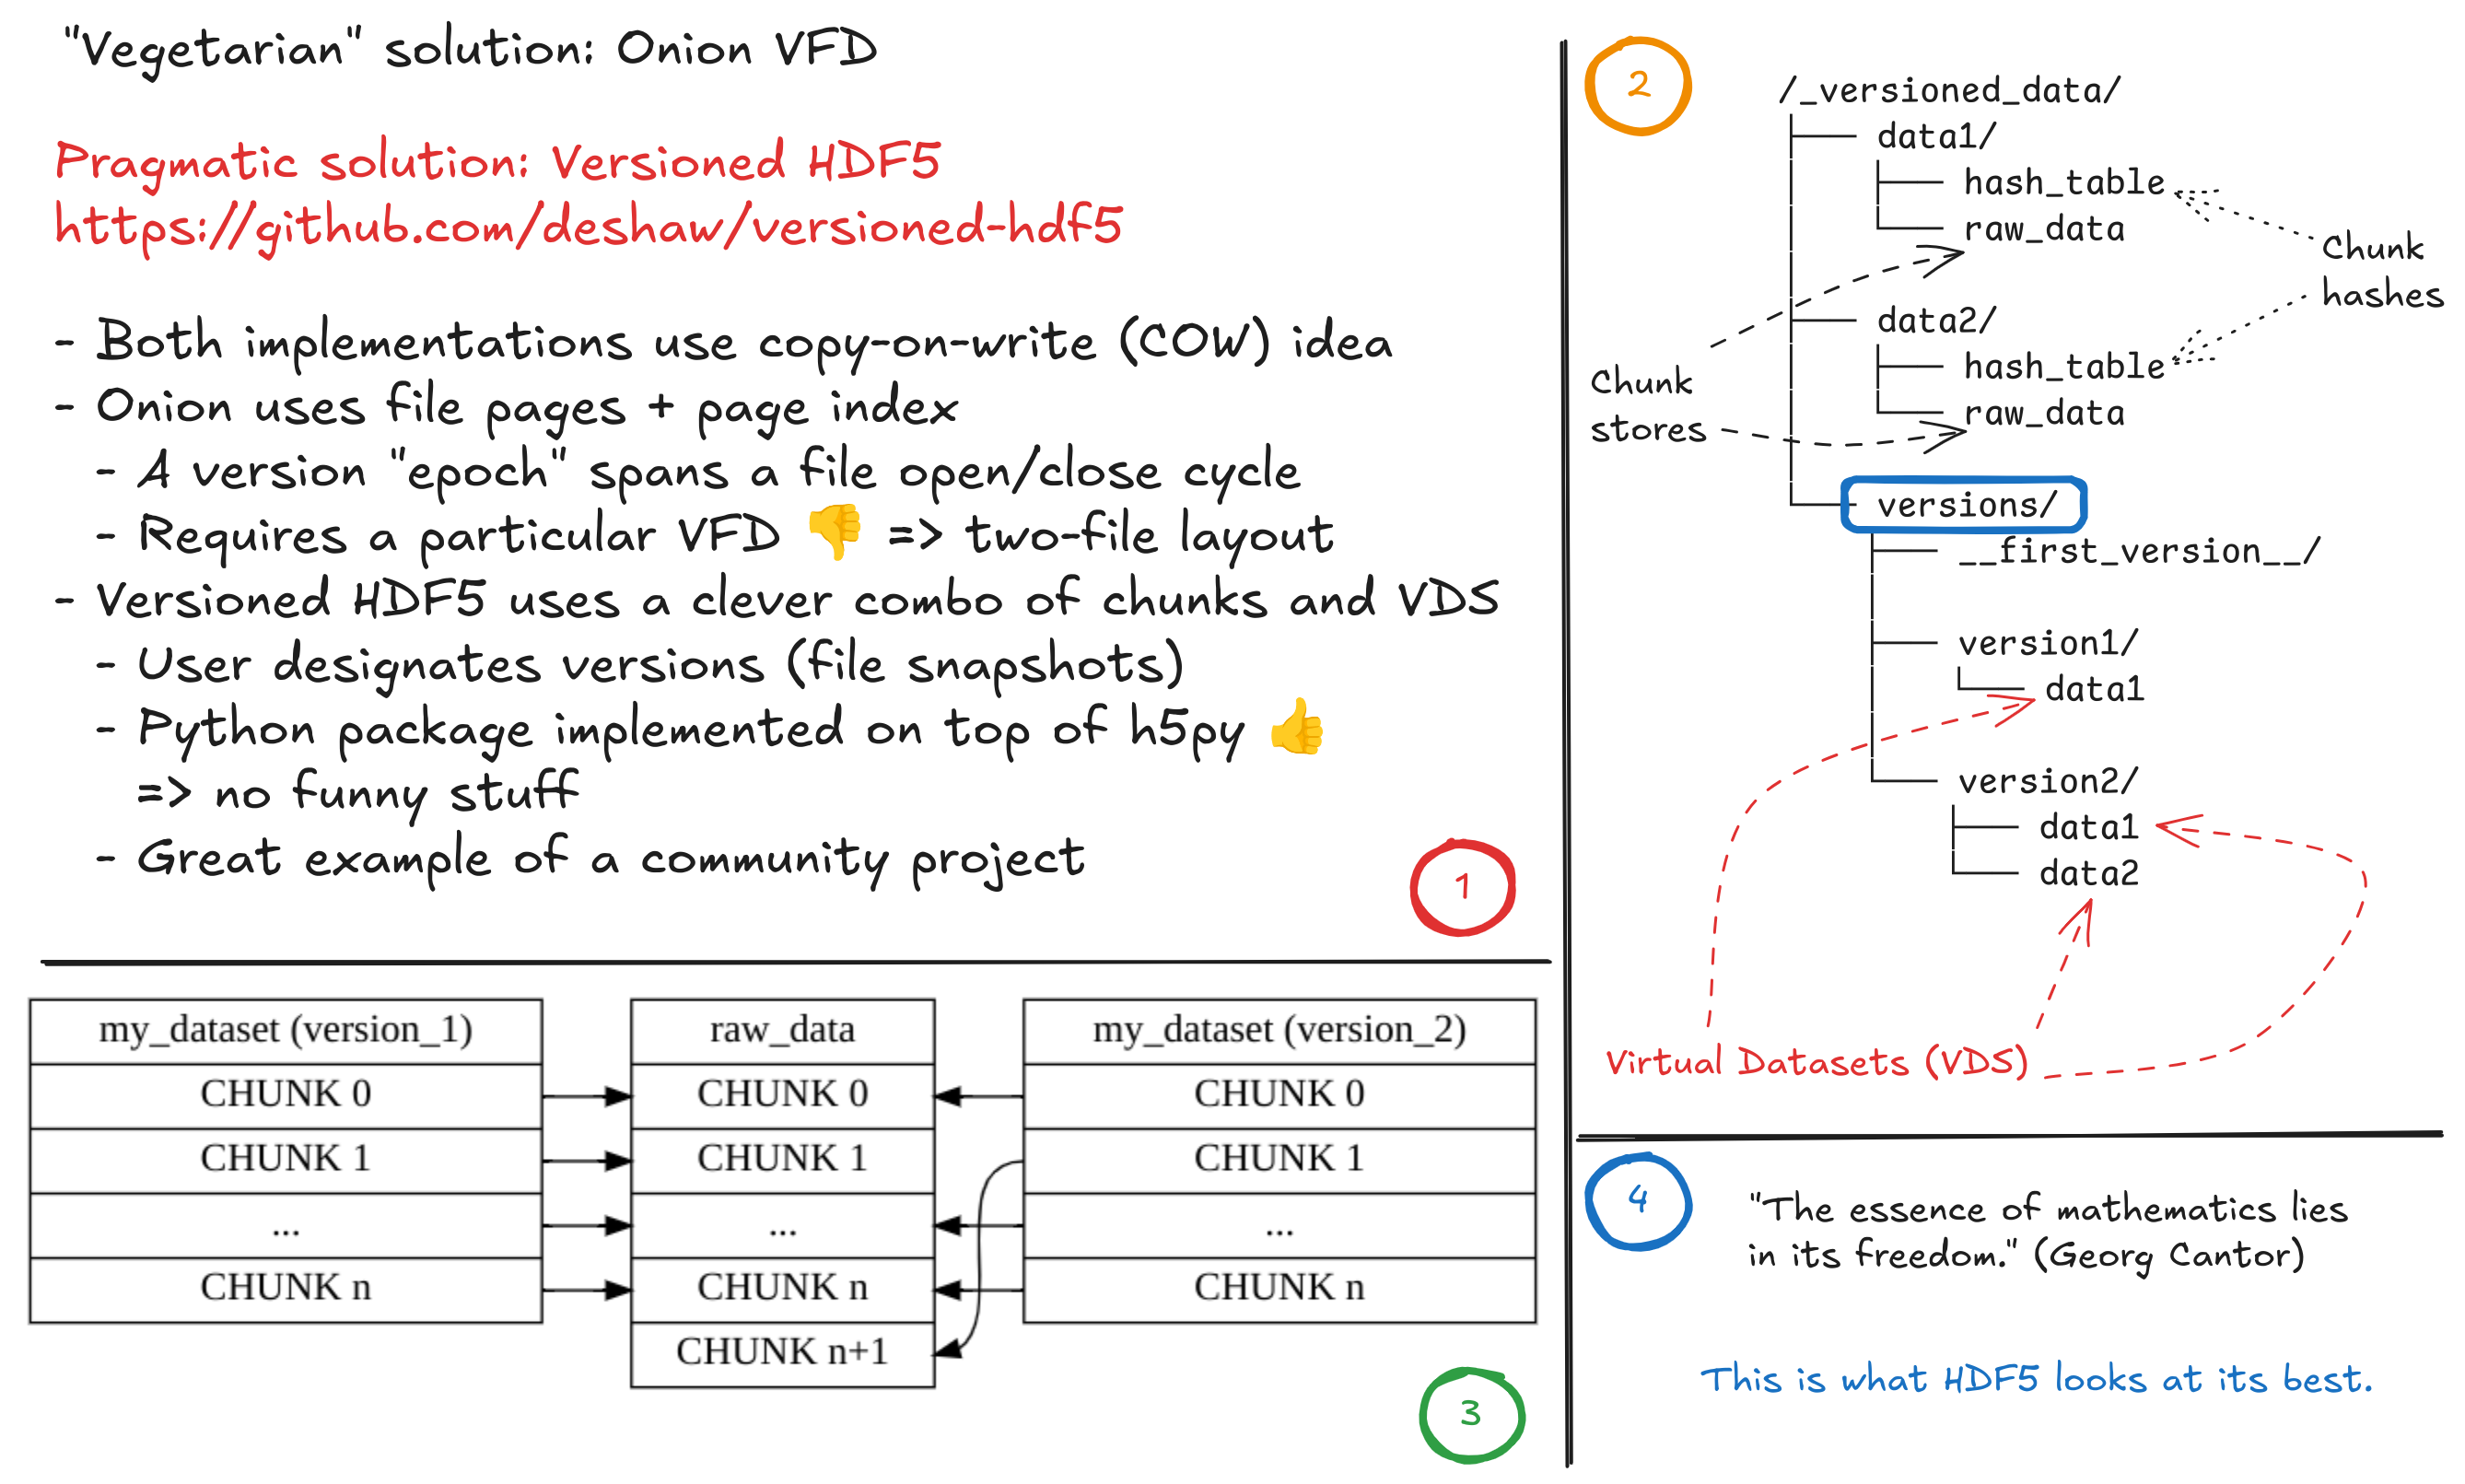 "Vegetarian" solution: Onion VFD
Pragmatic solution: Versioned HDF5
https://github.com/deshaw/versioned-hdf5
- Both implementations use copy-on-write (COW) idea
- Onion uses file pages + page index
- A version "epoch" spans a file open/close cycle
- Requires a particular VFD 👎 => two-file layout
- Versioned HDF5 uses a clever combo of chunks and VDS
- User designates versions (file snapshots)
- Python package implemented on top of h5py 👍
=> no funny stuff
- Great example of a community project
1
2
/_versioned_data/
data1/
hash_table
raw_data
Chunk
hashes
data2/
hash_table
raw_data
Chunk
stores
versions/
__first_version__/
version1/
data1
version2/
data1
data2
Virtual Datasets (VDS)
my_dataset (version_1)
CHUNK 0
CHUNK 1
...
CHUNK n
raw_data
CHUNK 0
CHUNK 1
...
CHUNK n
CHUNK n+1
my_dataset (version_2)
CHUNK 0
CHUNK 1
...
CHUNK n
3
4
"The essence of mathematics lies
in its freedom." (Georg Cantor)
This is what HDF5 looks at its best.